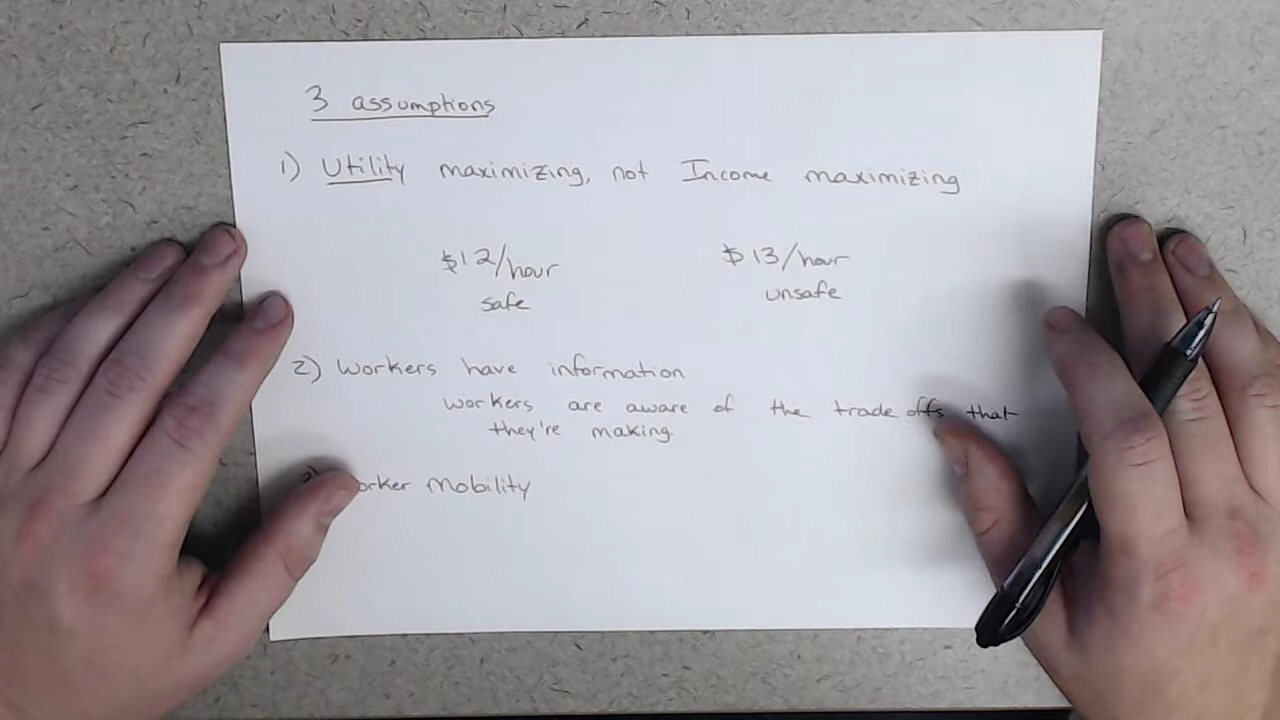 3 assumptions
1) Utility maximizing, not Income maximizing
$12/hour $13/hour
safe unsafe
2) Workers have information
workers are aware of the trade offs that
they're making.
Mobility